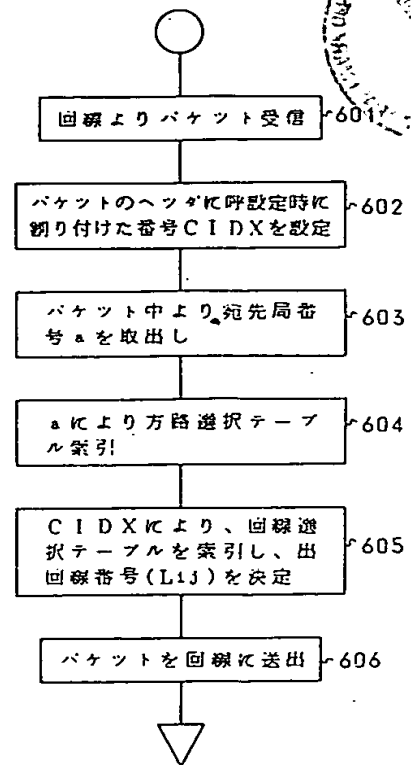 回線よりパケット受信 601
パケットのヘッダに呼設定時に 602
割り付けた番号CIDXを設定
パケット中より宛先局番 603
号aを取出し
aにより方路選択テーブ 604
ル索引
CIDXにより、回線選 605
択テーブルを索引し、出
回線番号(Lij)を決定
パケットを回線に送出 606